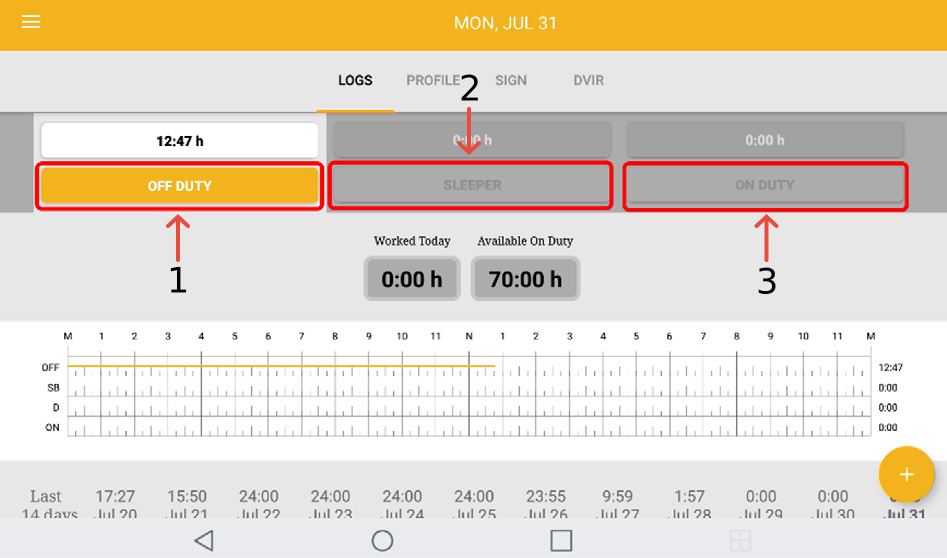 MON, JUL 31
LOGS PROFILE SIGN DVIR
2
12:47 h 0:00 h 0:00 h
OFF DUTY SLEEPER ON DUTY
Worked Today Available On Duty
1 0:00 h 70:00 h 3
M 1 2 3 4 5 6 7 8 9 10 11 N 1 2 3 4 5 6 7 8 9 10 11 M
OFF 12:47
SB 0:00
D 0:00
ON 0:00
+
Last 17:27 15:50 24:00 24:00 24:00 24:00 23:55 9:59 1:57 0:00 0:00
14 days Jul 20 Jul 21 Jul 22 Jul 23 Jul 24 Jul 25 Jul 26 Jul 27 Jul 28 Jul 29 Jul 30 Jul 31